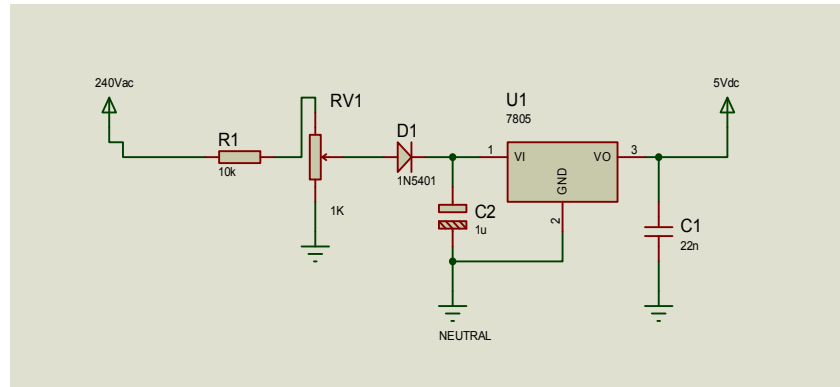 240Vac
R1
10k
RV1
1K
D1
1N5401
C2
1u
U1
7805
1
VI
VO
3
GND
2
5Vdc
C1
22n
NEUTRAL